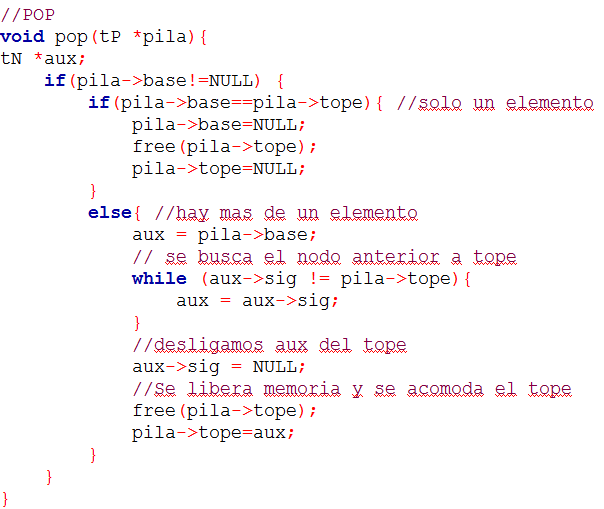 //POP
void pop(tP *pila){
tN *aux;
    if(pila->base!=NULL) {
        if(pila->base==pila->tope){ //solo un elemento
            pila->base=NULL;
            free(pila->tope);
            pila->tope=NULL;
        }
        else{ //hay mas de un elemento
            aux = pila->base;
            // se busca el nodo anterior a tope
            while (aux->sig != pila->tope){
                aux = aux->sig;
            }
            //desligamos aux del tope
            aux->sig = NULL;
            //Se libera memoria y se acomoda el tope
            free(pila->tope);
            pila->tope=aux;
        }
    }
}